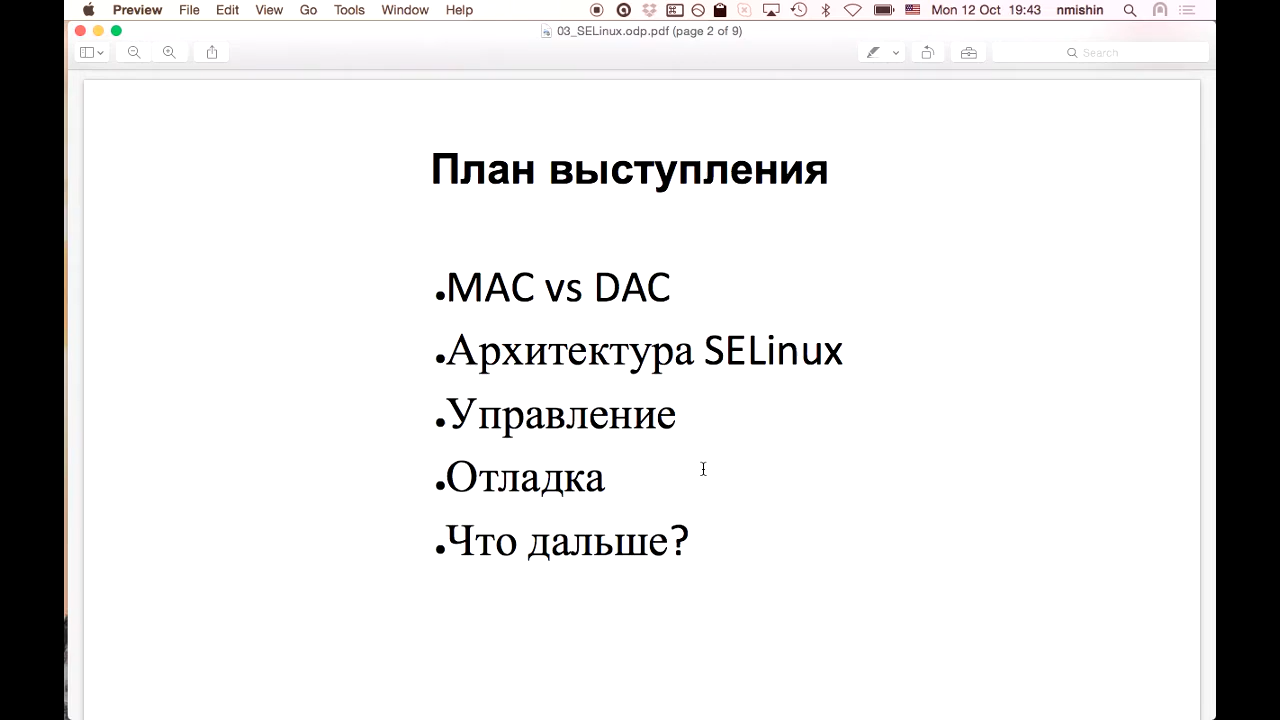 Preview File Edit View Go Tools Window Help Mon 12 Oct 19:43 nmishin
03_SELinux.odp.pdf (page 2 of 9)
Search
План выступления
●MAC vs DAC
●Архитектура SELinux
●Управление
●Отладка
●Что дальше?